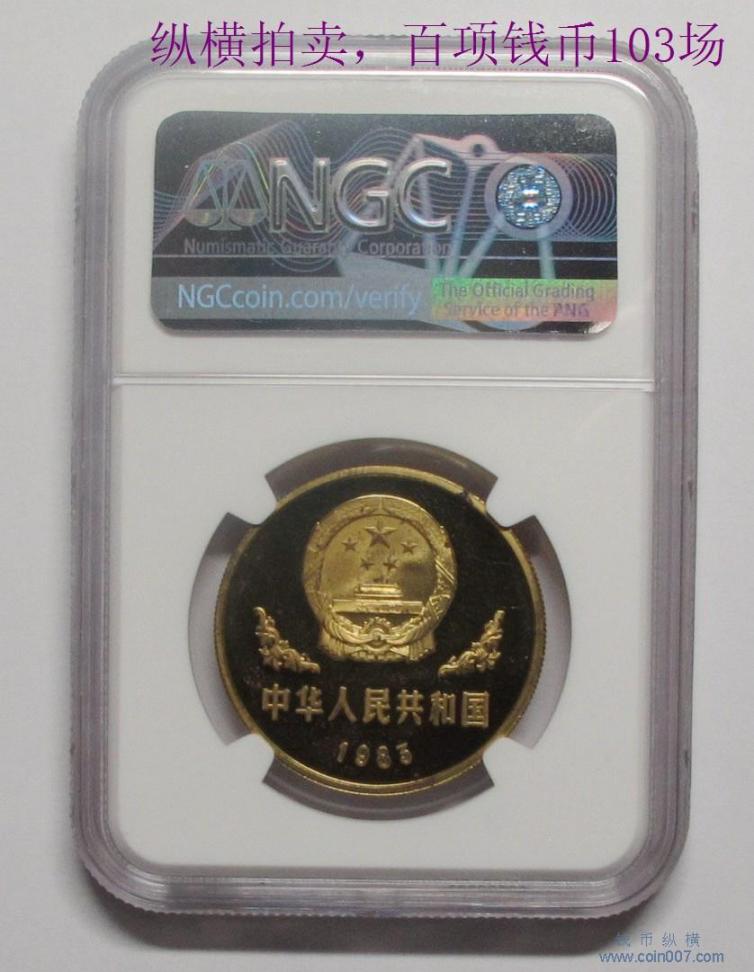 纵横拍卖，百项钱币103场
NGC
Numismatic Guaranty Corporation
NGCcoin.com/verify
The Official Grading
Service of the ANG
中华人民共和国
1983
钱币纵横
www.coin007.com